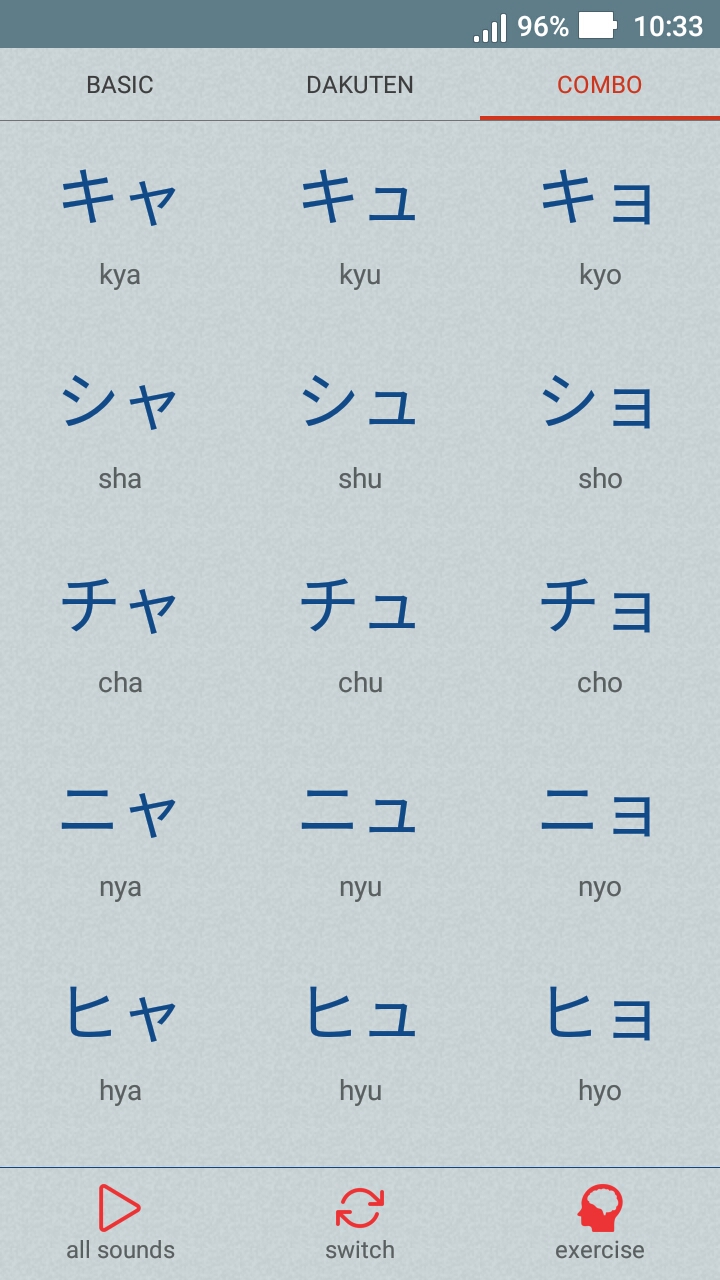 96% 10:33
BASIC DAKUTEN COMBO
キャ キュ キョ
kya kyu kyo
シャ シュ ショ
sha shu sho
チャ チュ チョ
cha chu cho
ニャ ニュ ニョ
nya nyu nyo
ヒャ ヒュ ヒョ
hya hyu hyo
all sounds switch exercise